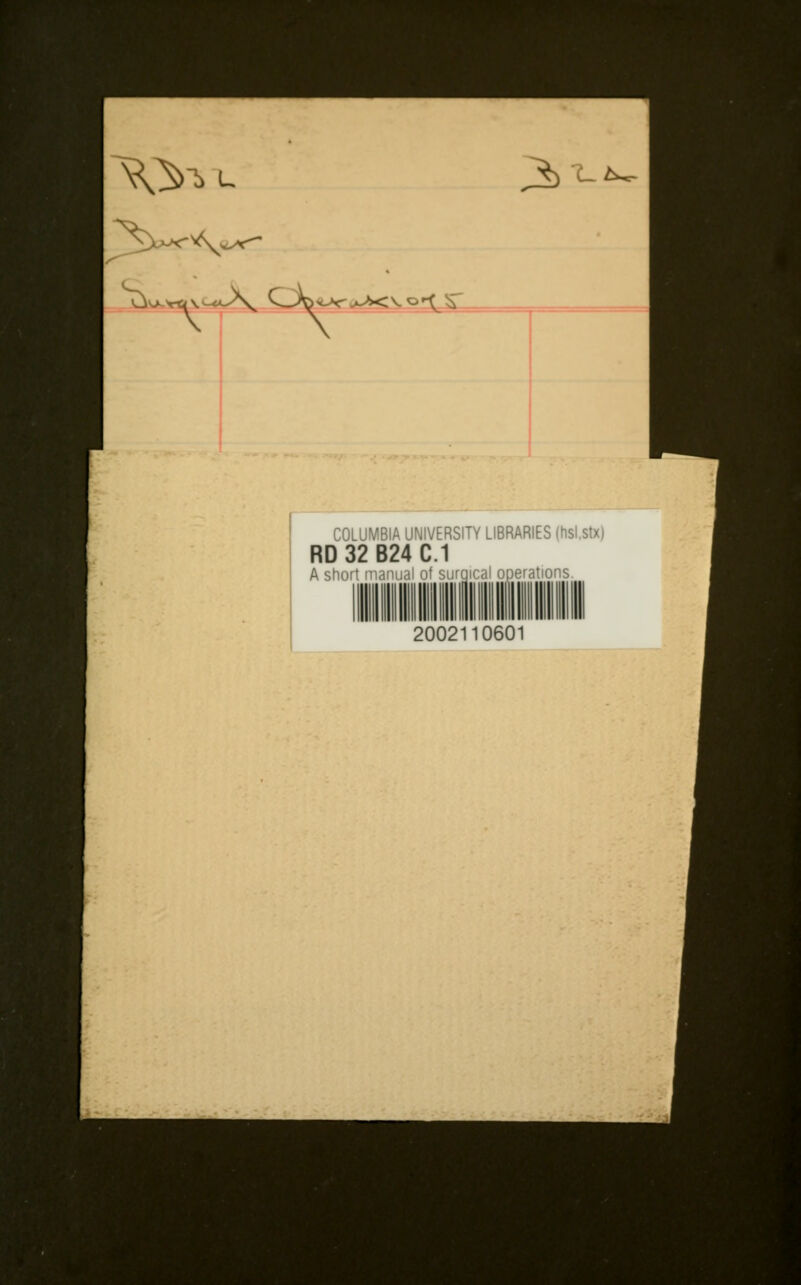 RD32 B24
Barker
Surgical Operations
COLUMBIA UNIVERSITY LIBRARIES (hsl,stx)
RD 32 B24 C.1
A short manual of surgical operations.
2002110601